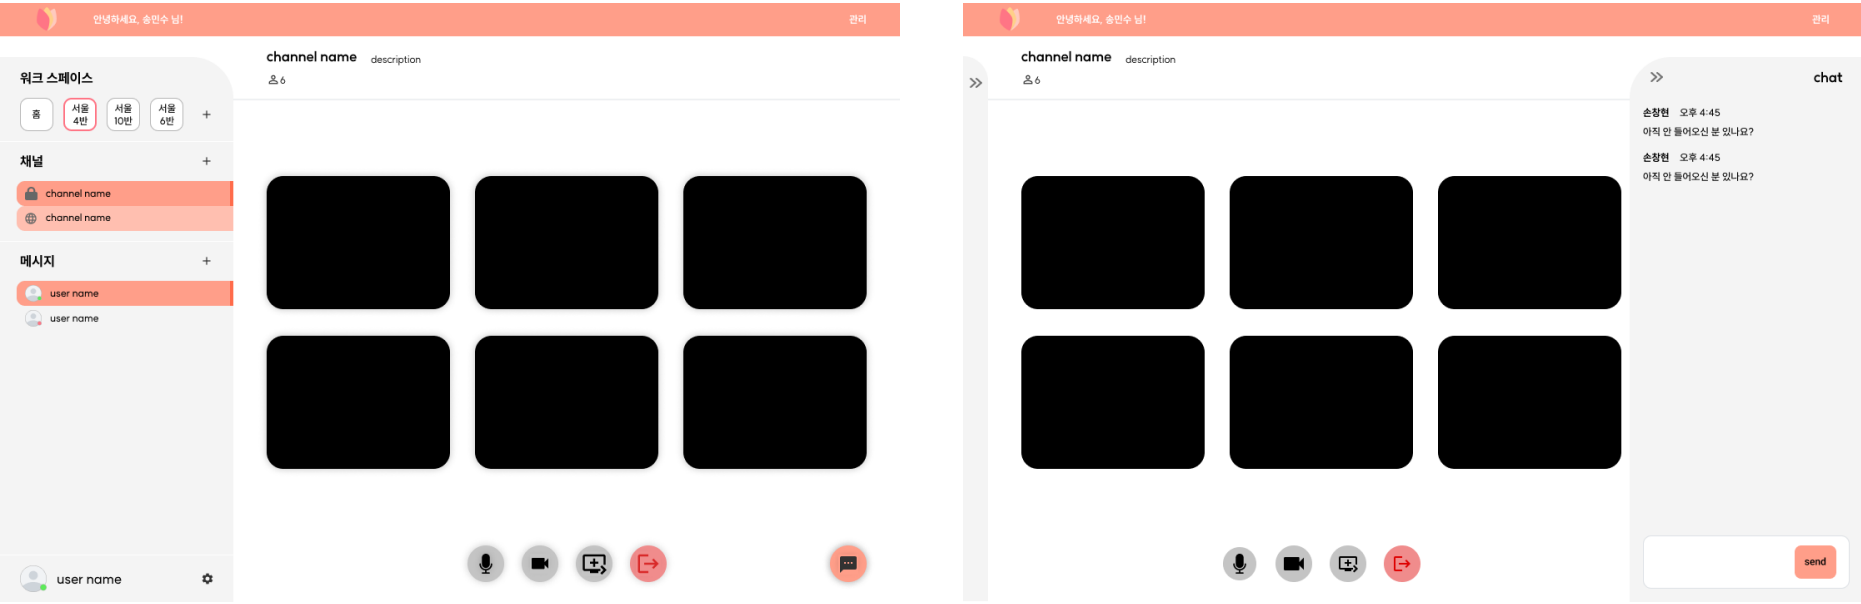 안녕하세요, 송민수 님!
관리
channel name description
6
워크 스페이스
홈
서울
4반
서울
10반
서울
6반
+
채널 +
channel name
channel name
메시지 +
user name
user name
user name
안녕하세요, 송민수 님!
관리
channel name description
6
chat
손창현 오후 4:45
아직 안 들어오신 분 있나요?
손창현 오후 4:45
아직 안 들어오신 분 있나요?
send